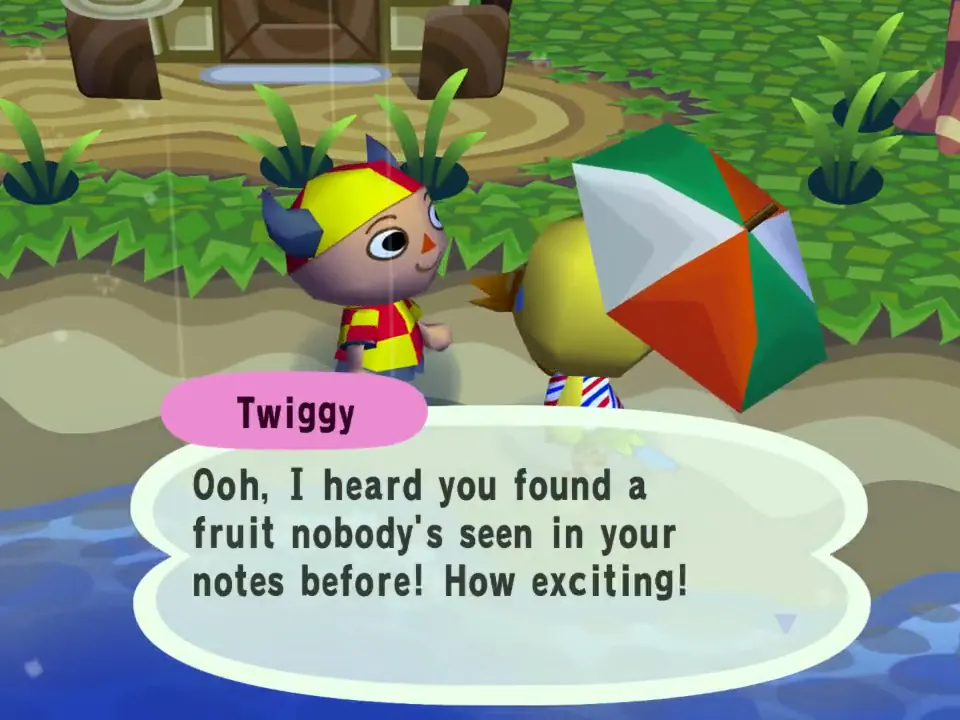 Twiggy
Ooh, I heard you found a
fruit nobody's seen in your
notes before! How exciting!